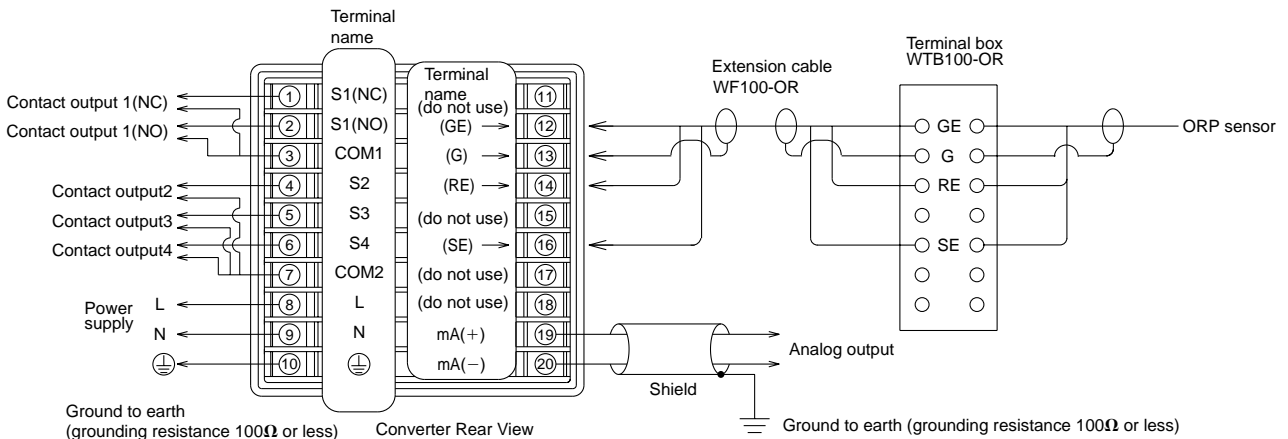 Terminal
name
Terminal box
WTB100-OR
Extension cable
WF100-OR
Terminal
name
Contact output 1(NC)
1
S1(NC)
(do not use)
11
Contact output 1(NO)
2
S1(NO)
(GE)
12
GE
ORP sensor
3
COM1
(G)
13
G
Contact output2
4
S2
(RE)
14
RE
Contact output3
5
S3
(do not use)
15
Contact output4
6
S4
(SE)
16
SE
7
COM2
(do not use)
17
Power
supply
L
8
L
(do not use)
18
N
9
N
mA(+)
19
Analog output
10
mA(−)
20
Shield
Ground to earth
(grounding resistance 100Ω or less)
Converter Rear View
Ground to earth (grounding resistance 100Ω or less)